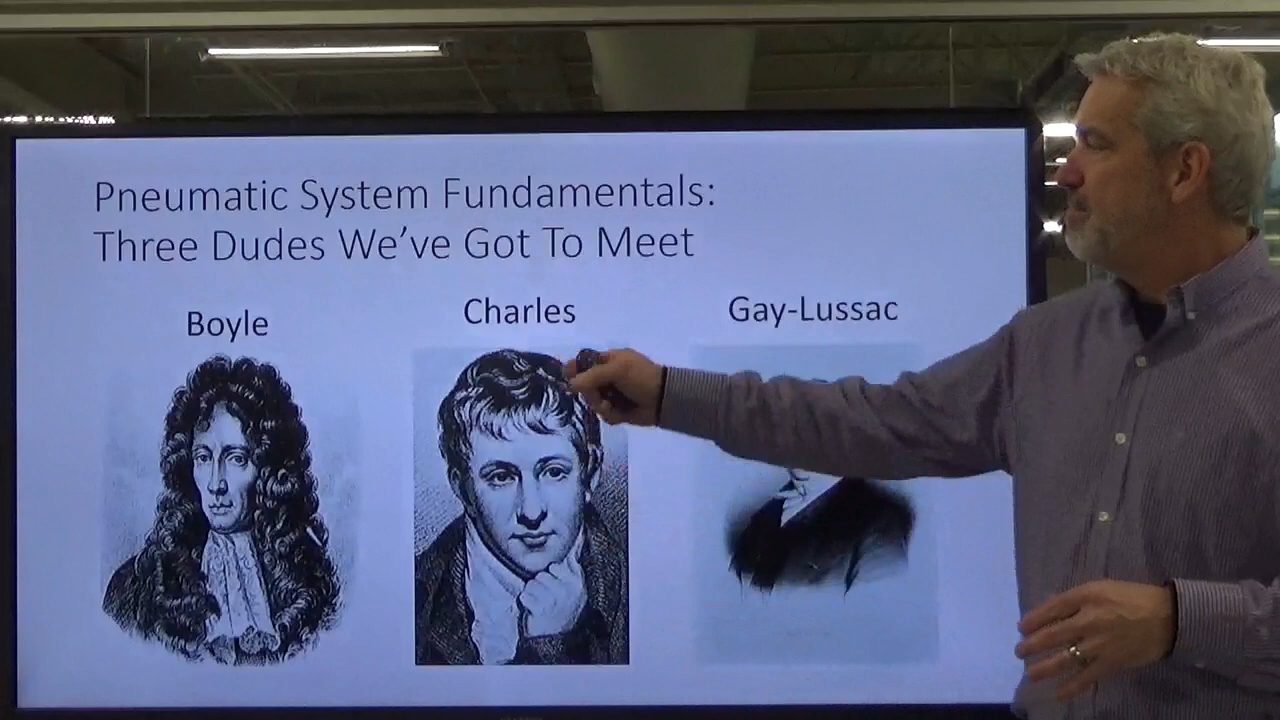 Pneumatic System Fundamentals:
Three Dudes We've Got To Meet
Boyle
Charles
Gay-Lussac